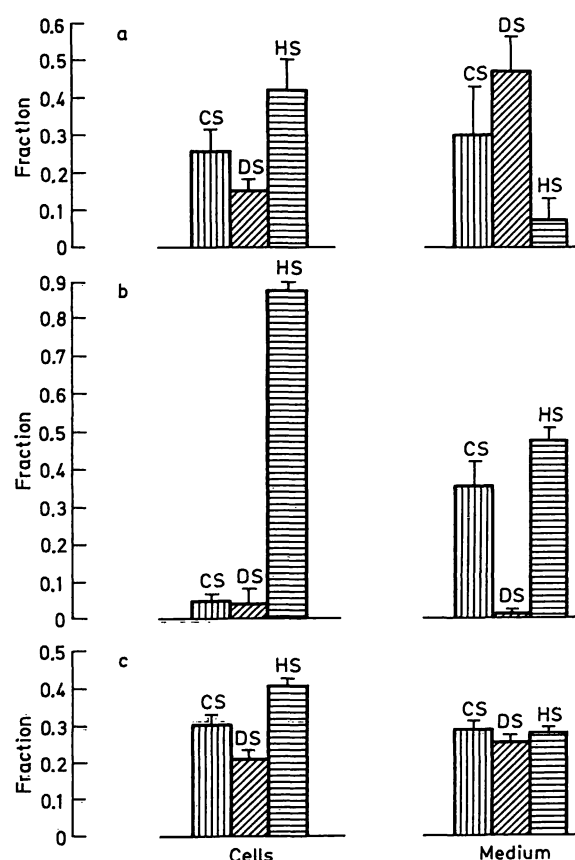 a
Fraction
0.6
0.5
0.4
0.3
0.2
0.1
0
CS
DS
HS
CS
DS
HS
b
Fraction
0.9
0.8
0.7
0.6
0.5
0.4
0.3
0.2
0.1
0
CS
DS
HS
CS
DS
HS
c
Fraction
0.5
0.4
0.3
0.2
0.1
0
CS
DS
HS
CS
DS
HS
Cells
Medium